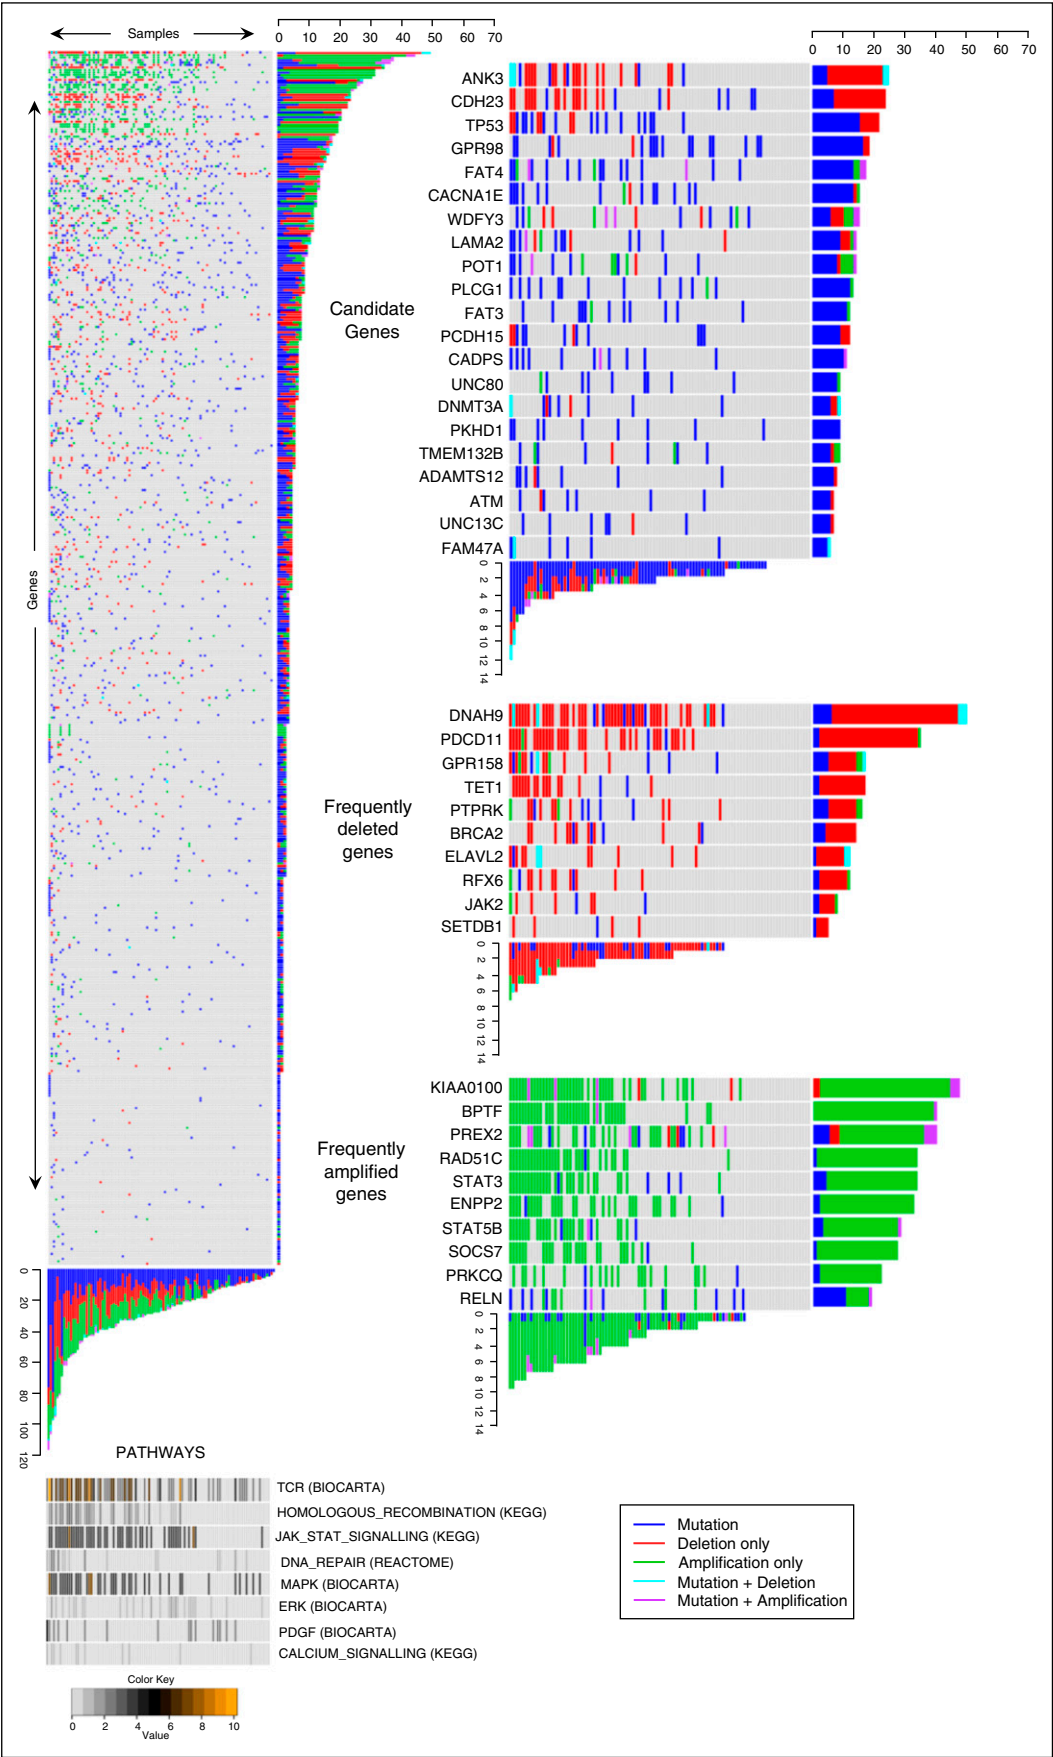 Samples
0 10 20 30 40 50 60 70
0 10 20 30 40 50 60 70
Genes
Candidate
Genes
ANK3
CDH23
TP53
GPR98
FAT4
CACNA1E
WDFY3
LAMA2
POT1
PLCG1
FAT3
PCDH15
CADPS
UNC80
DNMT3A
PKHD1
TMEM132B
ADAMTS12
ATM
UNC13C
FAM47A
0 2 4 6 8 10 12 14
Frequently
deleted
genes
DNAH9
PDCD11
GPR158
TET1
PTPRK
BRCA2
ELAVL2
RFX6
JAK2
SETDB1
0 2 4 6 8 10 12 14
Frequently
amplified
genes
KIAA0100
BPTF
PREX2
RAD51C
STAT3
ENPP2
STAT5B
SOCS7
PRKCQ
RELN
0 2 4 6 8 10 12 14
0 20 40 60 80 100 120
PATHWAYS
TCR (BIOCARTA)
HOMOLOGOUS_RECOMBINATION (KEGG)
JAK_STAT_SIGNALLING (KEGG)
DNA_REPAIR (REACTOME)
MAPK (BIOCARTA)
ERK (BIOCARTA)
PDGF (BIOCARTA)
CALCIUM_SIGNALLING (KEGG)
Color Key
0 2 4 6 8 10
Value
Mutation
Deletion only
Amplification only
Mutation + Deletion
Mutation + Amplification